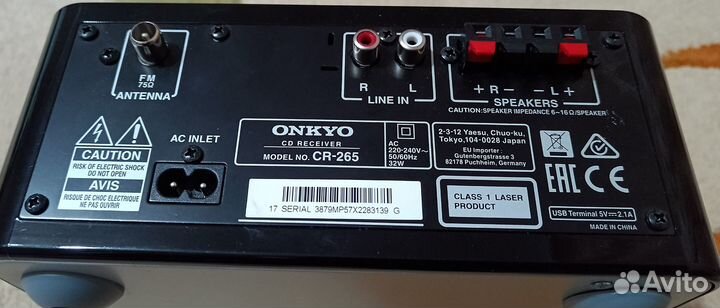 FM
75Ω
ANTENNA
R L
LINE IN
+ R − − L +
SPEAKERS
CAUTION: SPEAKER IMPEDANCE 6–16 Ω /SPEAKER
CAUTION
RISK OF ELECTRIC SHOCK
DO NOT OPEN
AVIS
RISQUE DE CHOC ELECTRIQUE
NE PAS OUVRIR
AC INLET
ONKYO
CD RECEIVER
MODEL NO. CR-265
AC
220-240V~
50/60Hz
32W
2-3-12 Yaesu, Chuo-ku,
Tokyo,104-0028 Japan
EU Importer :
Gutenbergstrasse 3
82178 Puchheim, Germany
17 SERIAL 3879MP57X2283139 G
CLASS 1 LASER
PRODUCT
EAC CE
USB Terminal 5V⎓2.1A
MADE IN CHINA
Avito